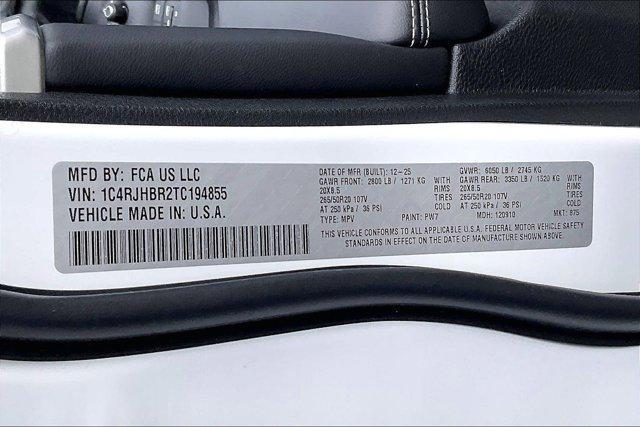 MFD BY: FCA US LLC
VIN: 1C4RJHBR2TC194855
VEHICLE MADE IN: U.S.A.
DATE OF MFR (BUILT): 12-25
GVWR: 6050 LB / 2745 KG
GAWR FRONT: 2800 LB / 1271 KG WITH
GAWR REAR: 3350 LB / 1520 KG WITH
20X8.5 RIMS
20X8.5 RIMS
265/50R20 107V TIRES
265/50R20 107V TIRES
AT 250 kPa / 36 PSI COLD
AT 250 kPa / 36 PSI COLD
TYPE: MPV PAINT: PW7 MDH: 120910 MKT: 875
THIS VEHICLE CONFORMS TO ALL APPLICABLE U.S.A. FEDERAL MOTOR VEHICLE SAFETY
STANDARDS IN EFFECT ON THE DATE OF MANUFACTURE SHOWN ABOVE.